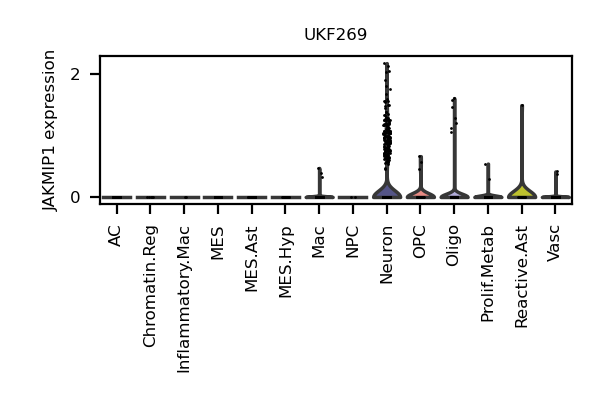 UKF269
JAKMIP1 expression
2
0
AC
Chromatin.Reg
Inflammatory.Mac
MES
MES.Ast
MES.Hyp
Mac
NPC
Neuron
OPC
Oligo
Prolif.Metab
Reactive.Ast
Vasc